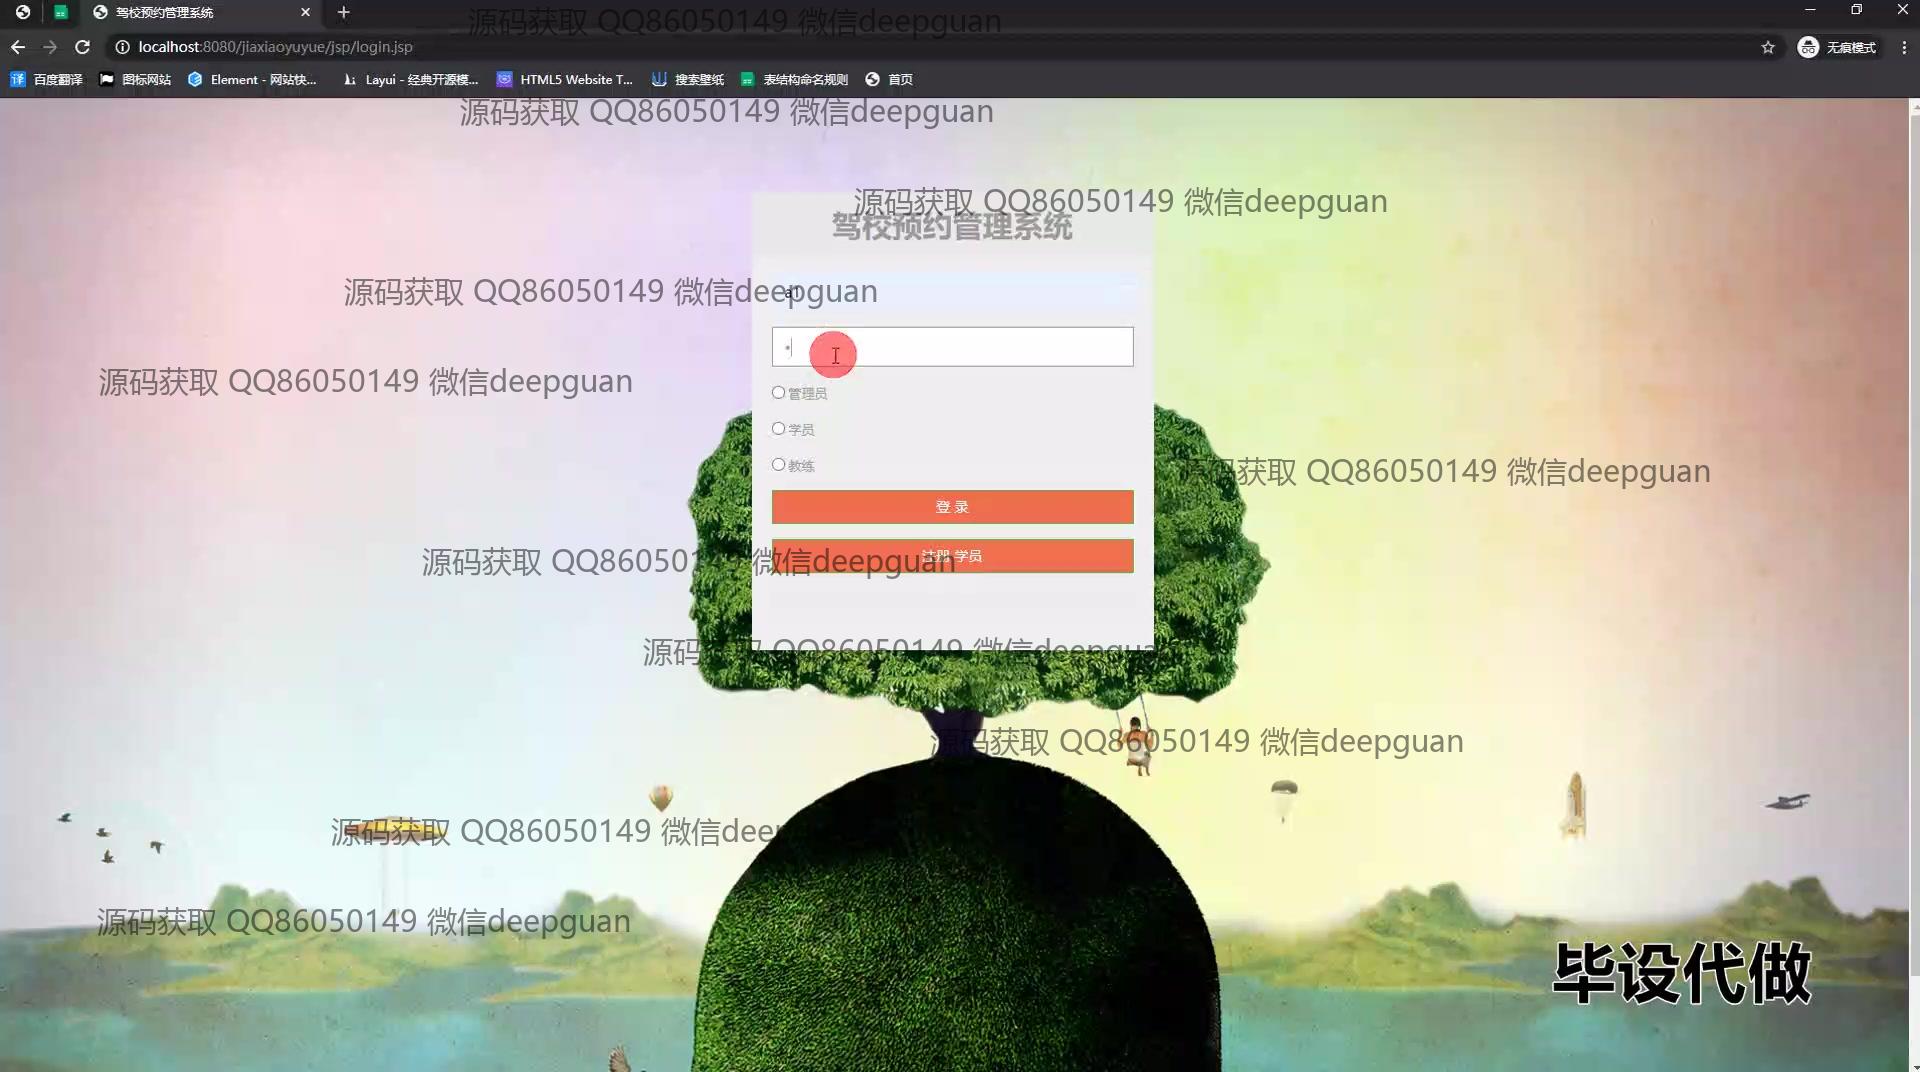 驾校预约管理系统
源码获取 QQ86050149 微信deepguan
localhost:8080/jiaxiaoyuyue/jsp/login.jsp
无痕模式
百度翻译
图标网站
Element - 网站快...
Layui - 经典开源模...
HTML5 Website T...
搜索壁纸
表结构命名规则
首页
源码获取 QQ86050149 微信deepguan
源码获取 QQ86050149 微信deepguan
驾校预约管理系统
源码获取 QQ86050149 微信deepguan
源码获取 QQ86050149 微信deepguan
管理员
学员
教练
源码获取 QQ86050149 微信deepguan
登 录
源码获取 QQ86050149 微信deepguan
注册 学员
源码获取 QQ86050149 微信deepguan
源码获取 QQ86050149 微信deepguan
源码获取 QQ86050149 微信deep
源码获取 QQ86050149 微信deepguan
毕设代做